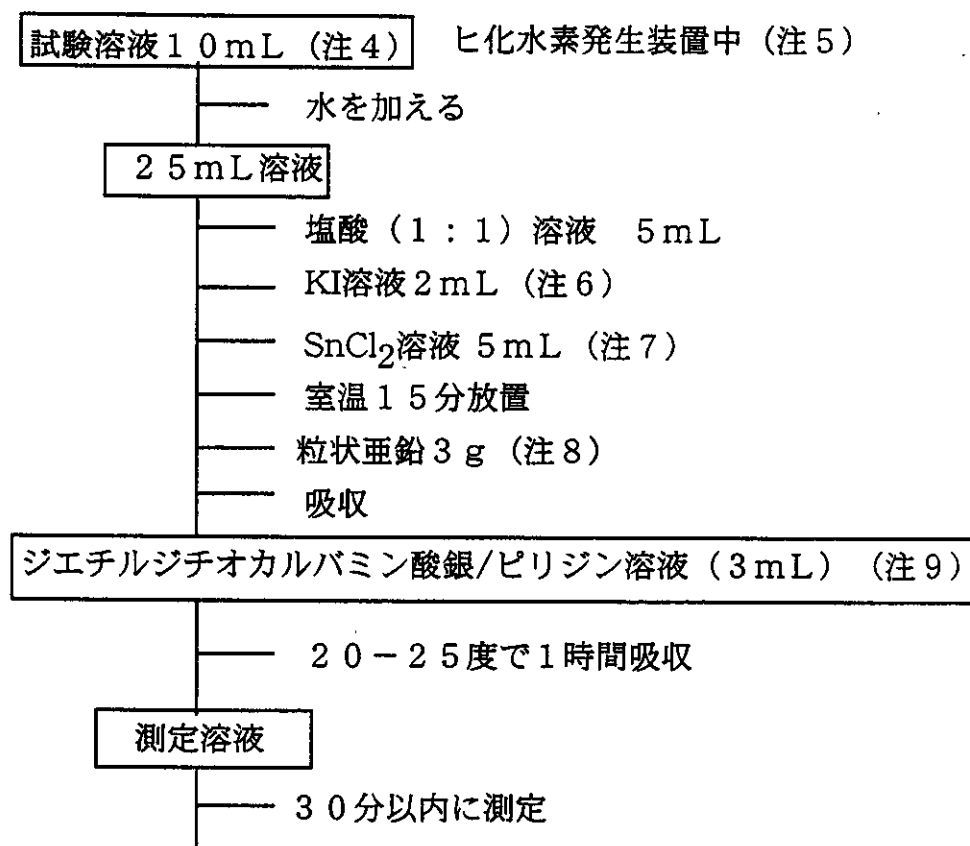 試験溶液10mL(注4) ヒ化水素発生装置中(注5)
水を加える
25mL溶液
塩酸(1:1)溶液 5mL
KI溶液2mL(注6)
SnCl2溶液 5mL(注7)
室温15分放置
粒状亜鉛3g(注8)
吸収
ジエチルジチオカルバミン酸銀/ピリジン溶液(3mL)(注9)
20-25度で1時間吸収
測定溶液
30分以内に測定